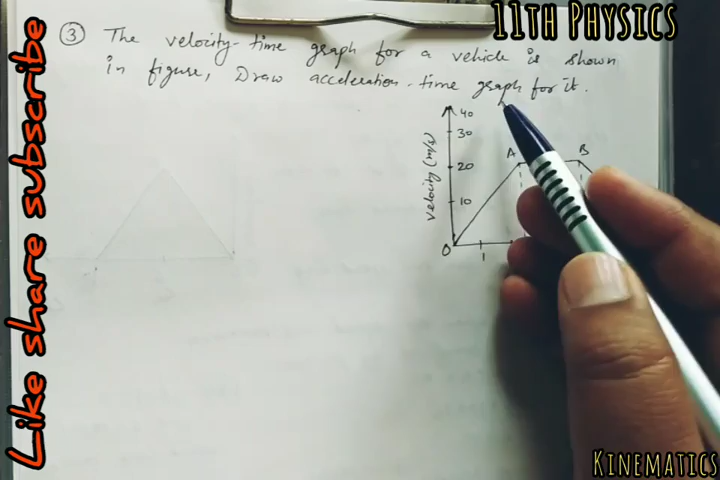 11th Physics
Like share subscribe
③ The velocity-time graph for a vehicle is shown
in figure, Draw acceleration-time graph for it.
40
30
20
10
velocity (m/s)
A
B
O
1
Kinematics